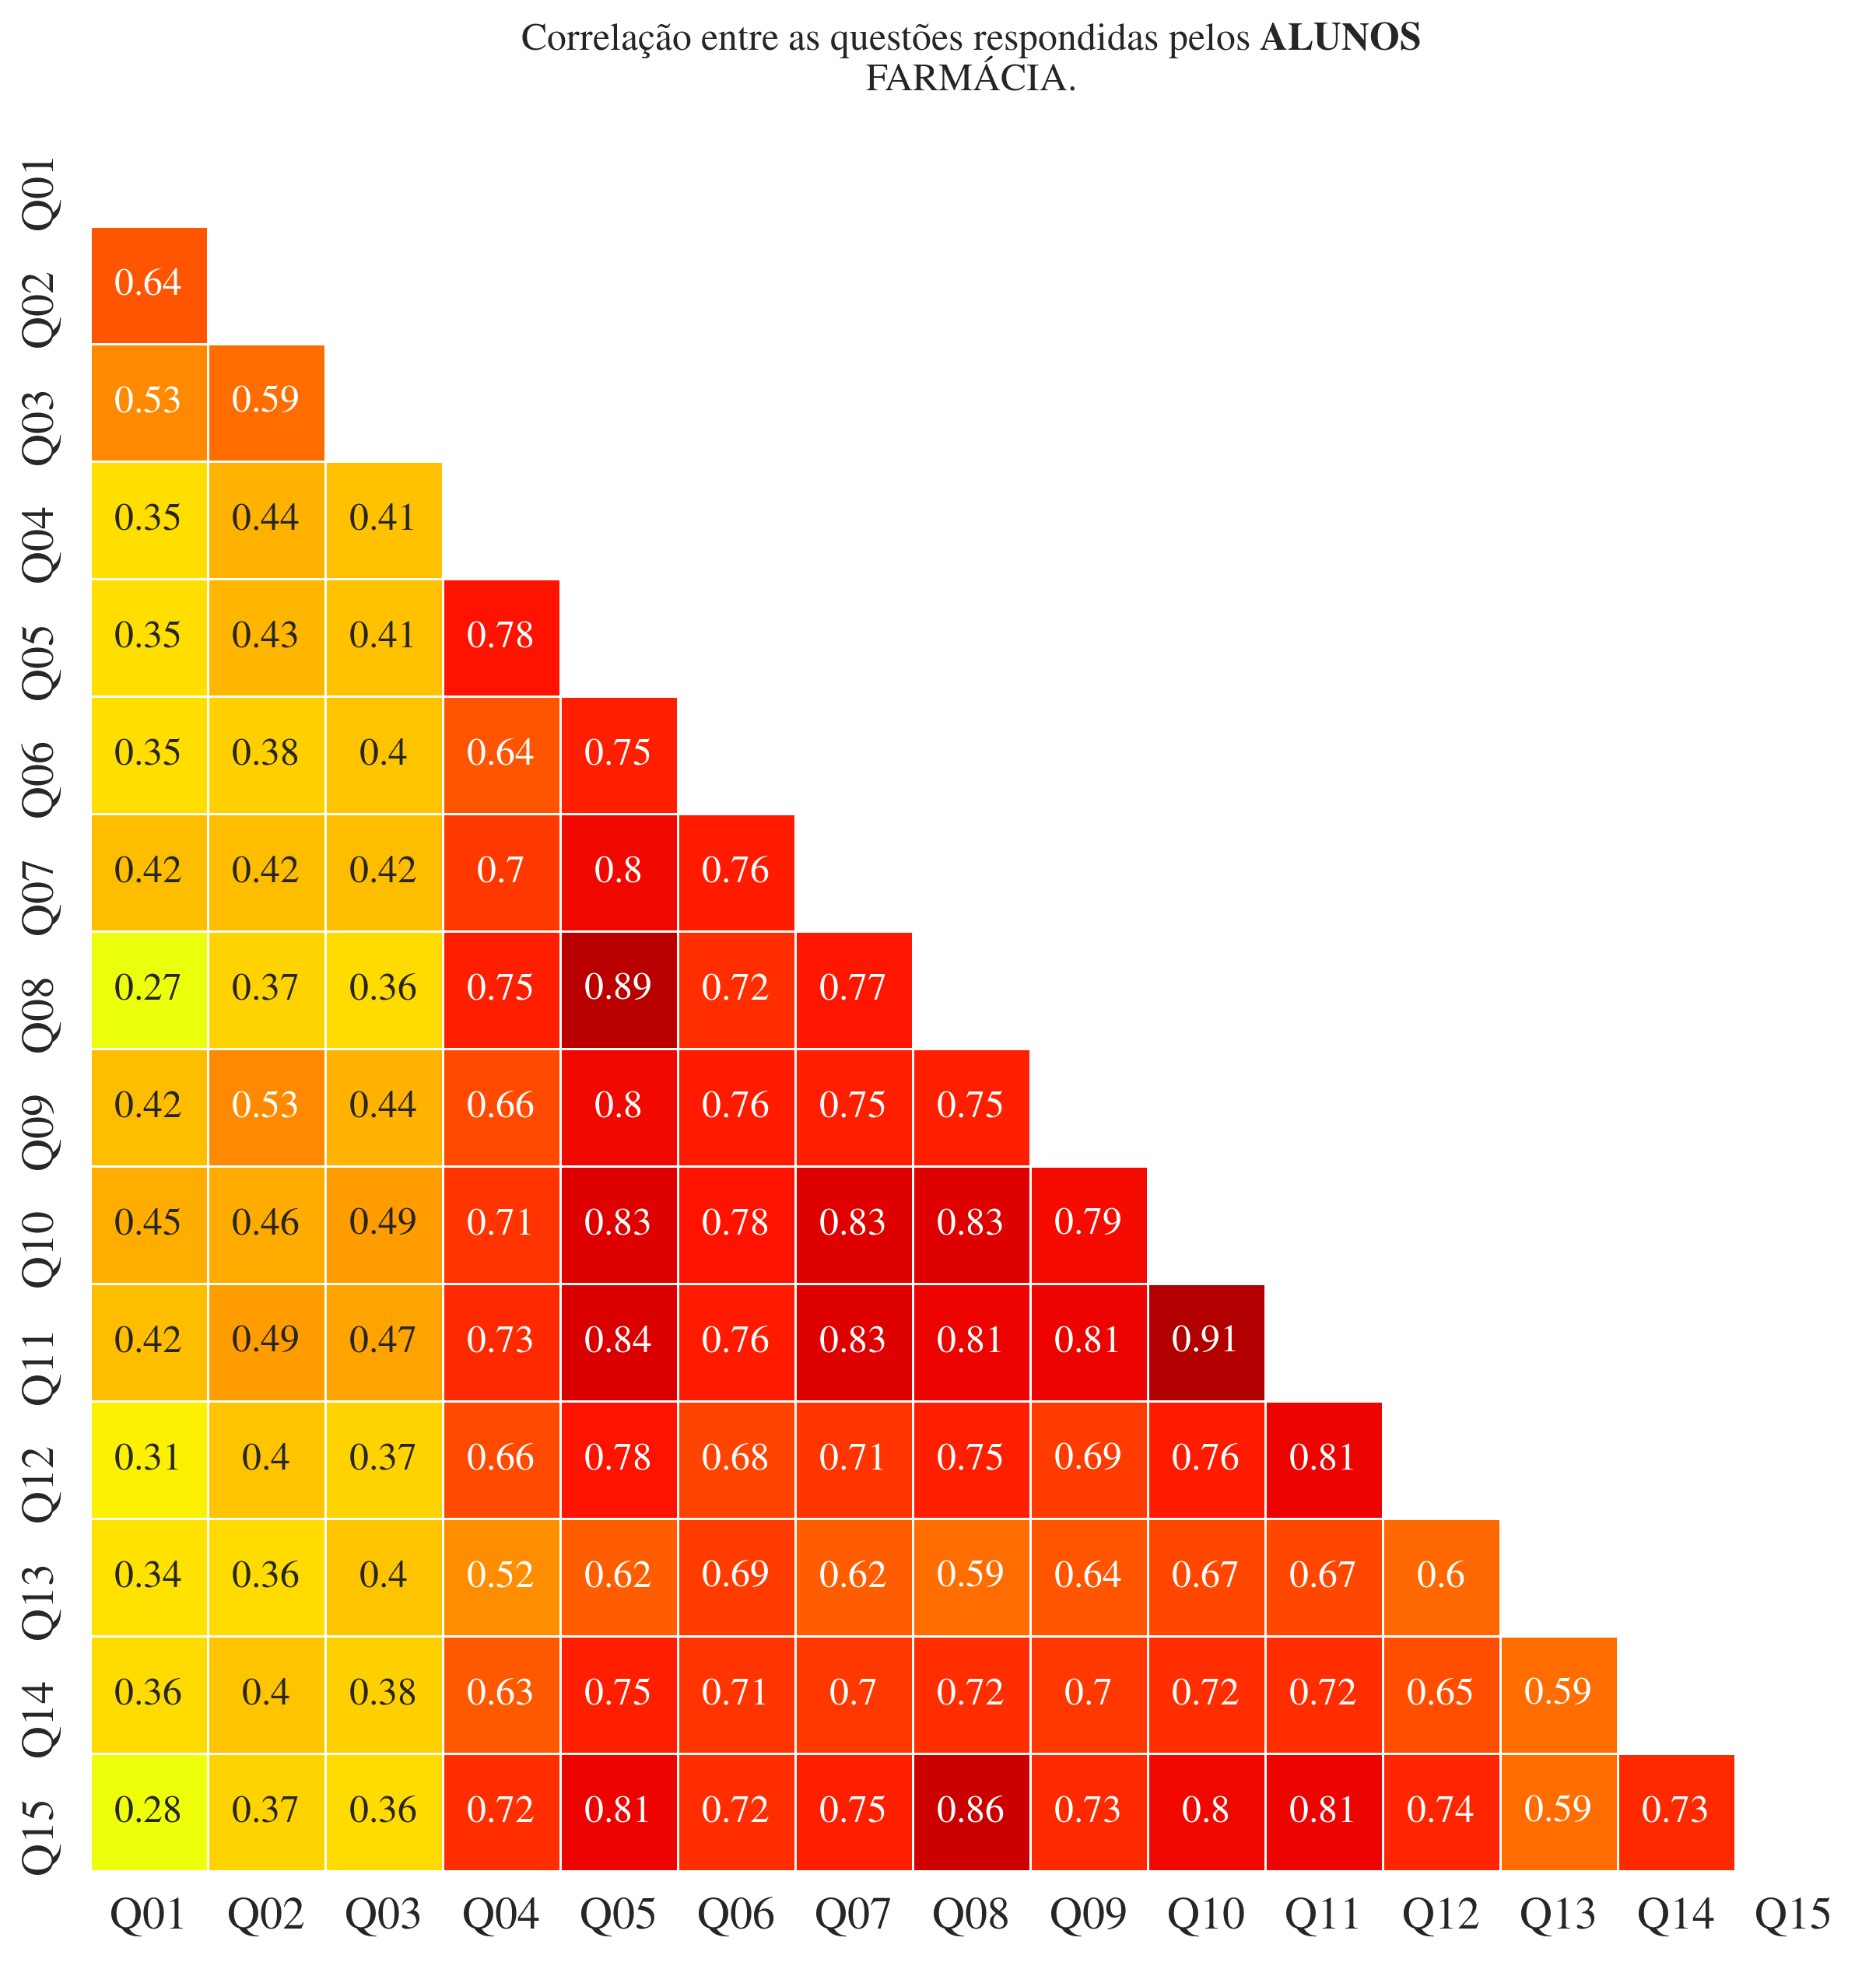 Correlação entre as questões respondidas pelos ALUNOS
FARMÁCIA.
Q01
Q02 0.64
Q03 0.53 0.59
Q04 0.35 0.44 0.41
Q05 0.35 0.43 0.41 0.78
Q06 0.35 0.38 0.4 0.64 0.75
Q07 0.42 0.42 0.42 0.7 0.8 0.76
Q08 0.27 0.37 0.36 0.75 0.89 0.72 0.77
Q09 0.42 0.53 0.44 0.66 0.8 0.76 0.75 0.75
Q10 0.45 0.46 0.49 0.71 0.83 0.78 0.83 0.83 0.79
Q11 0.42 0.49 0.47 0.73 0.84 0.76 0.83 0.81 0.81 0.91
Q12 0.31 0.4 0.37 0.66 0.78 0.68 0.71 0.75 0.69 0.76 0.81
Q13 0.34 0.36 0.4 0.52 0.62 0.69 0.62 0.59 0.64 0.67 0.67 0.6
Q14 0.36 0.4 0.38 0.63 0.75 0.71 0.7 0.72 0.7 0.72 0.72 0.65 0.59
Q15 0.28 0.37 0.36 0.72 0.81 0.72 0.75 0.86 0.73 0.8 0.81 0.74 0.59 0.73
Q01 Q02 Q03 Q04 Q05 Q06 Q07 Q08 Q09 Q10 Q11 Q12 Q13 Q14 Q15